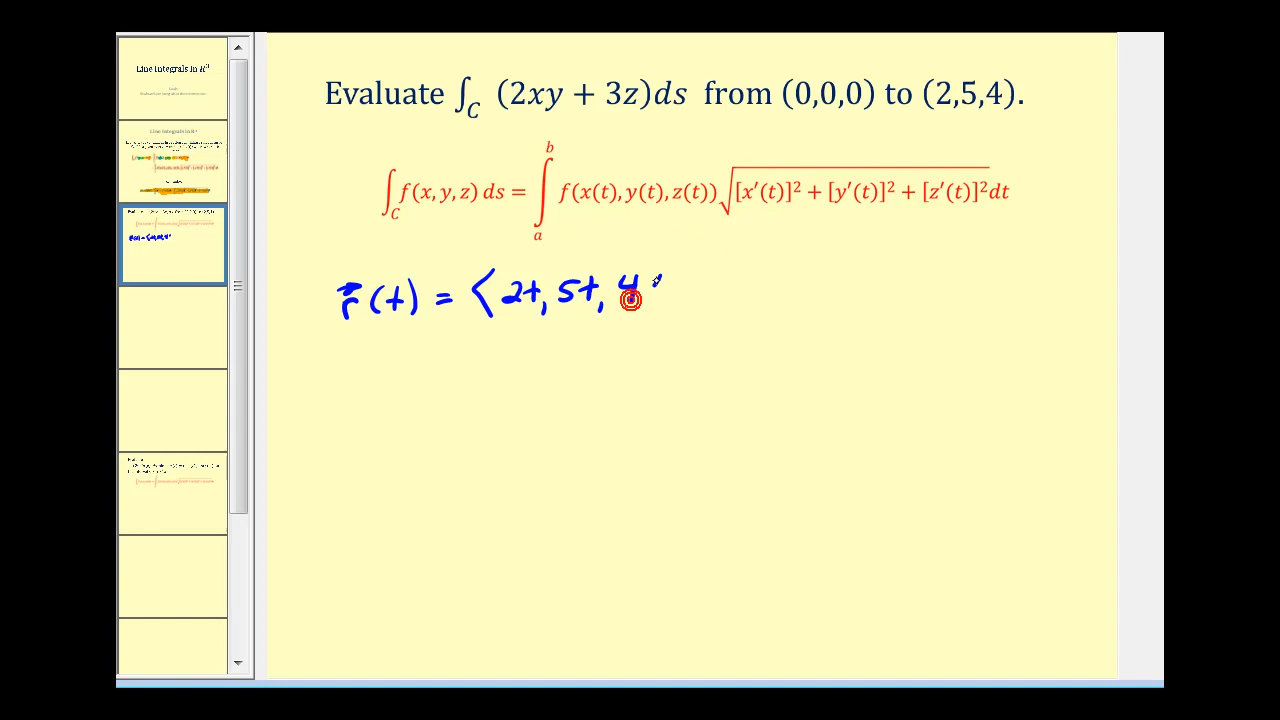 Line Integrals in R³
Evaluate ∫_C (2xy + 3z)ds from (0,0,0) to (2,5,4).
∫_C f(x, y, z) ds = ∫_a^b f(x(t), y(t), z(t))√[x′(t)]² + [y′(t)]² + [z′(t)]² dt
r⃗(t) = ⟨2t, 5t, 4